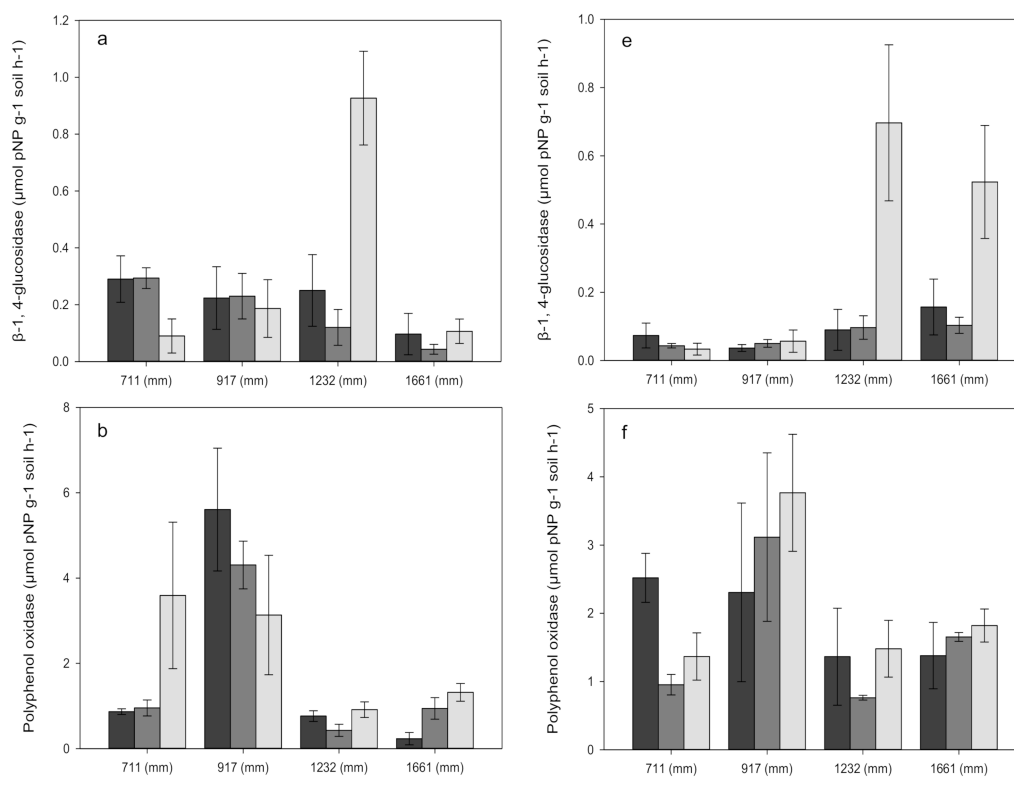 a
β-1, 4-glucosidase (μmol pNP g-1 soil h-1)
1.2
1.0
0.8
0.6
0.4
0.2
0.0
711 (mm) 917 (mm) 1232 (mm) 1661 (mm)
e
β-1, 4-glucosidase (μmol pNP g-1 soil h-1)
1.0
0.8
0.6
0.4
0.2
0.0
711 (mm) 917 (mm) 1232 (mm) 1661 (mm)
b
Polyphenol oxidase (μmol pNP g-1 soil h-1)
8
6
4
2
0
711 (mm) 917 (mm) 1232 (mm) 1661 (mm)
f
Polyphenol oxidase (μmol pNP g-1 soil h-1)
5
4
3
2
1
0
711 (mm) 917 (mm) 1232 (mm) 1661 (mm)